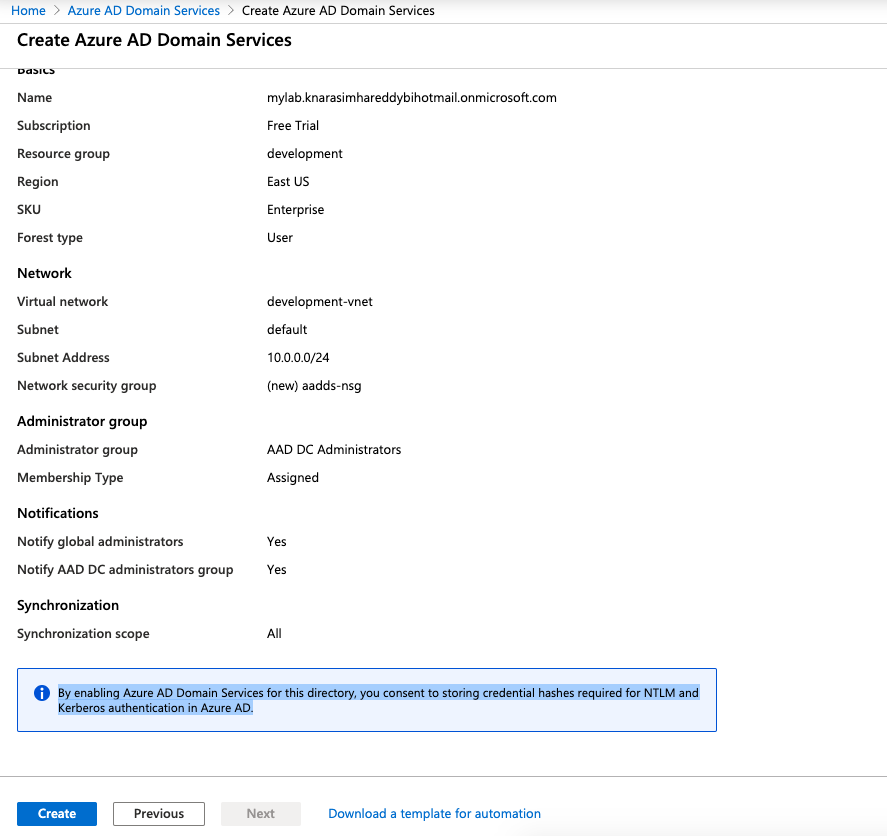 Home > Azure AD Domain Services > Create Azure AD Domain Services
Create Azure AD Domain Services
Basics
Name mylab.knarasimhareddybihotmail.onmicrosoft.com
Subscription Free Trial
Resource group development
Region East US
SKU Enterprise
Forest type User
Network
Virtual network development-vnet
Subnet default
Subnet Address 10.0.0.0/24
Network security group (new) aadds-nsg
Administrator group
Administrator group AAD DC Administrators
Membership Type Assigned
Notifications
Notify global administrators Yes
Notify AAD DC administrators group Yes
Synchronization
Synchronization scope All
By enabling Azure AD Domain Services for this directory, you consent to storing credential hashes required for NTLM and
Kerberos authentication in Azure AD.
Create Previous Next Download a template for automation